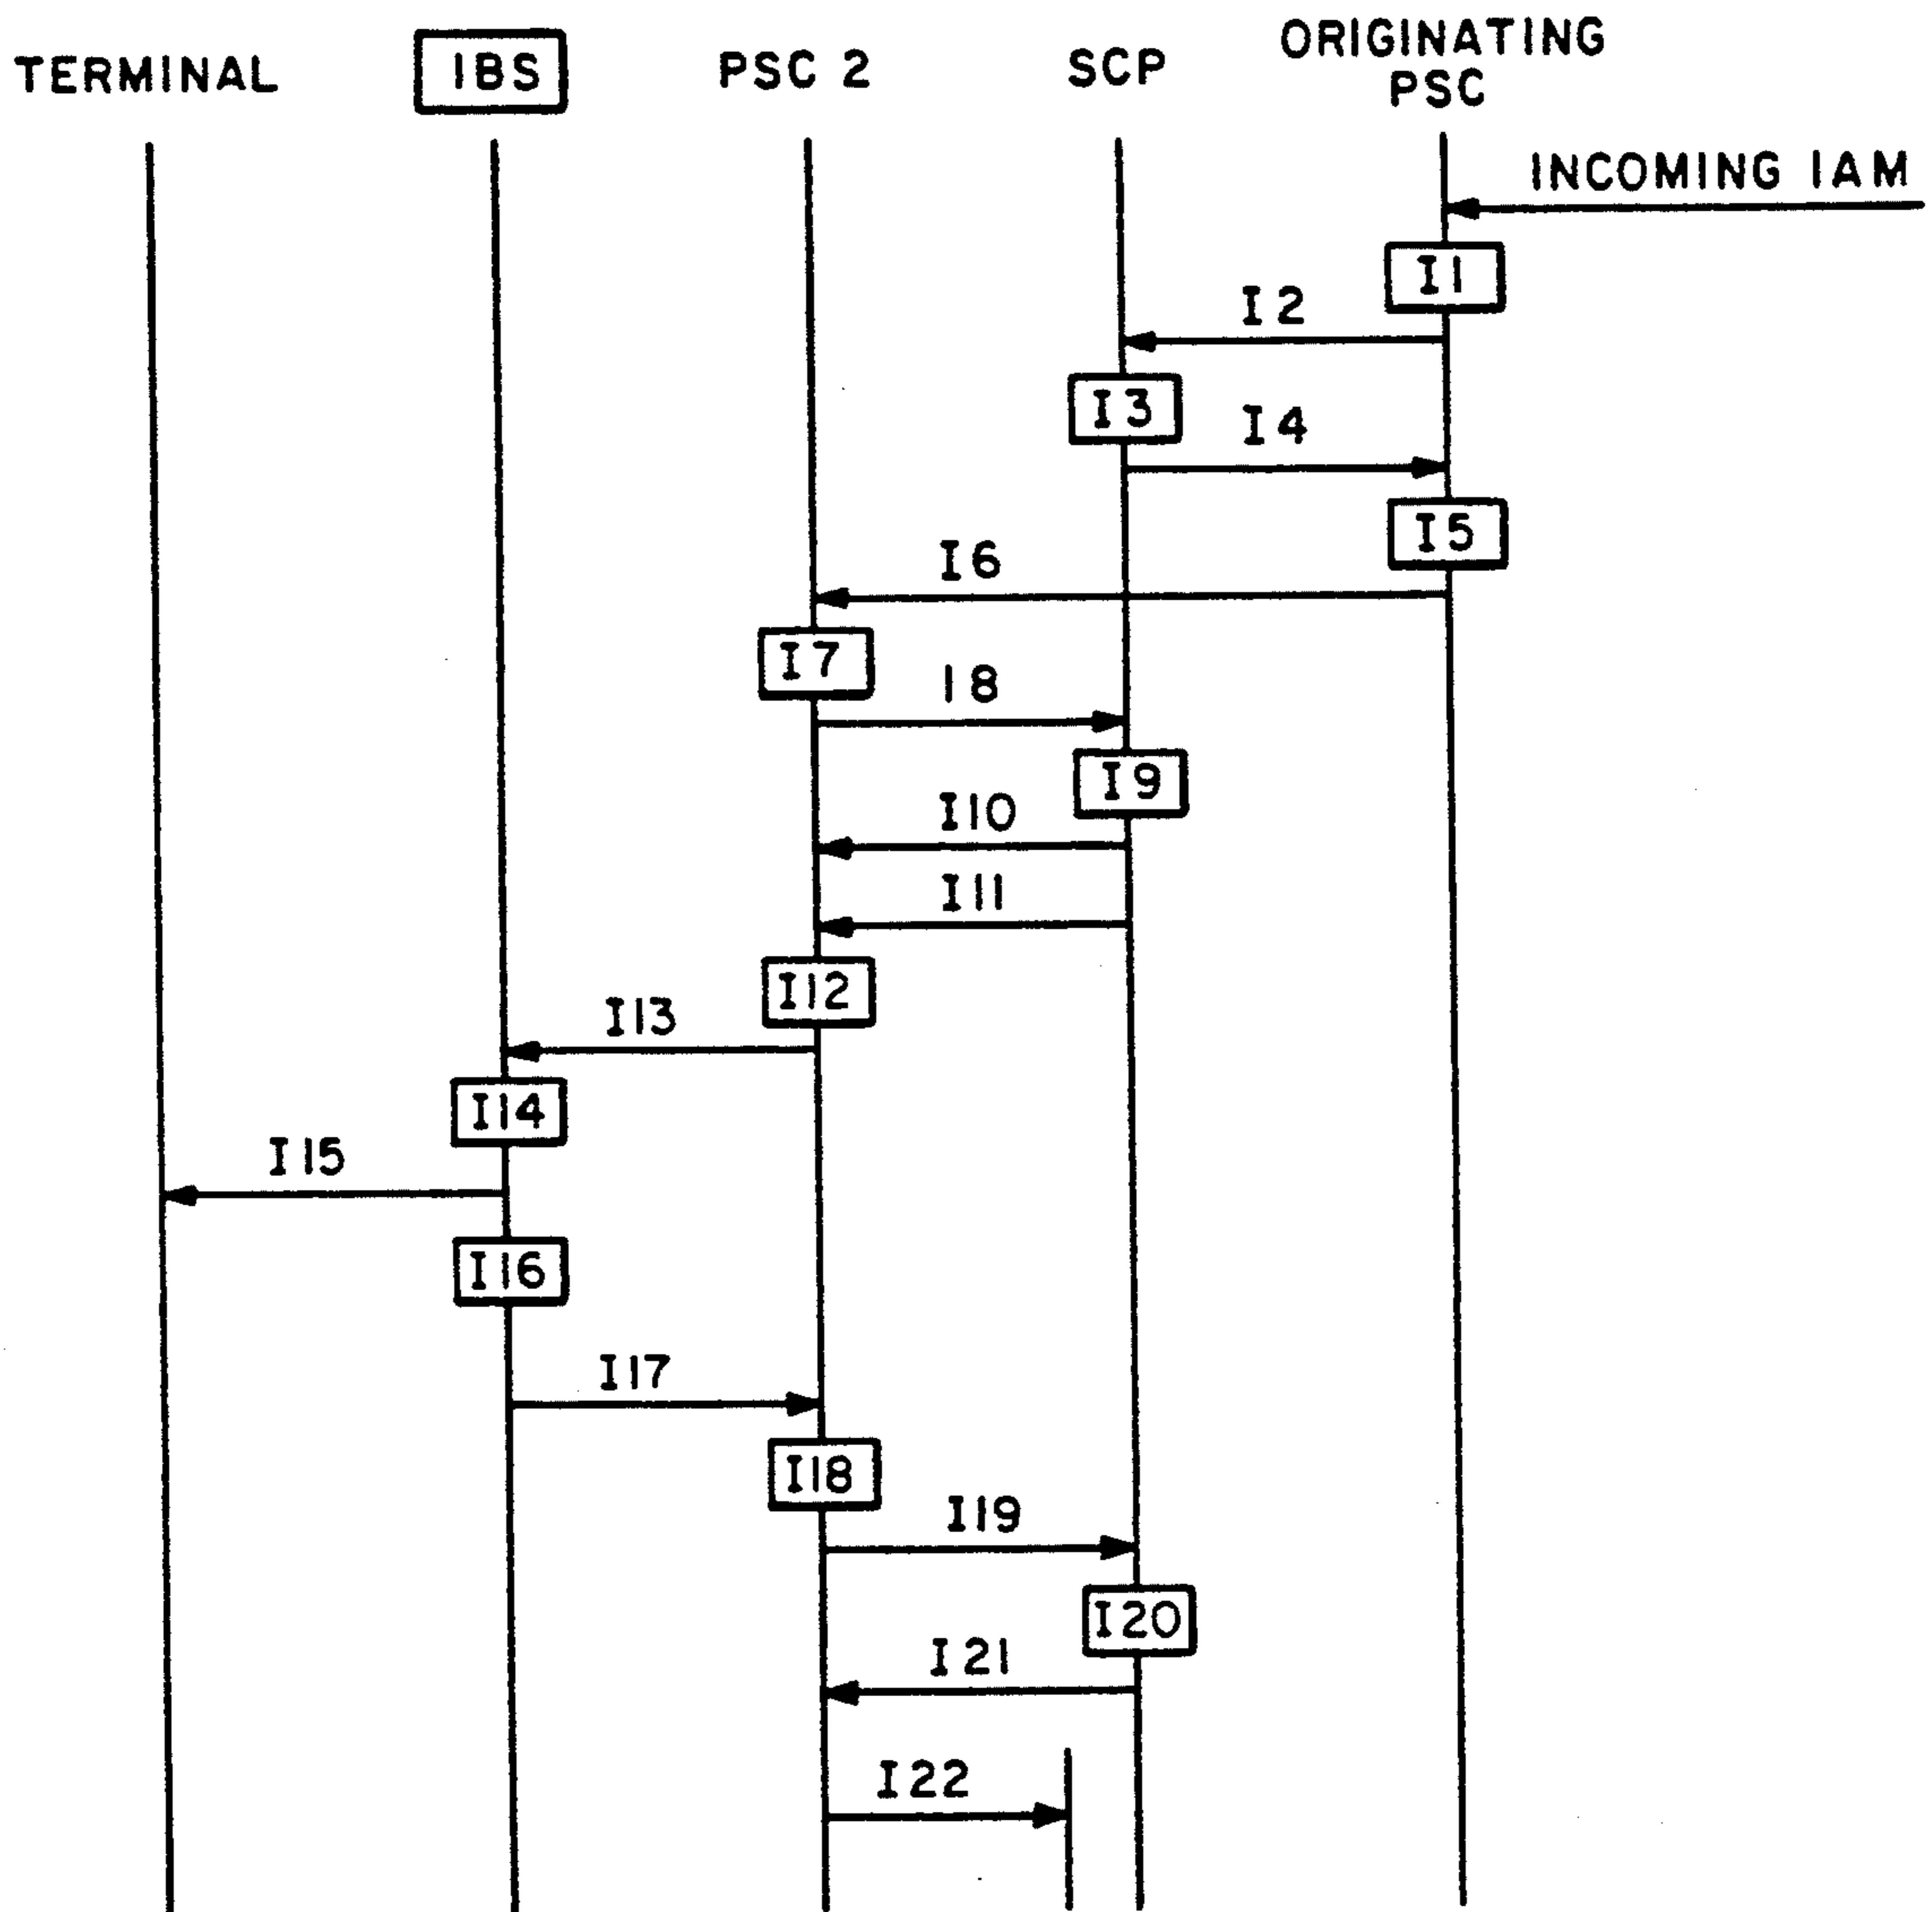 TERMINAL
IBS
PSC 2
SCP
ORIGINATING
PSC
INCOMING IAM
I1
I2
I3
I4
I5
I6
I7
I8
I9
I10
I11
I12
I13
I14
I15
I16
I17
I18
I19
I20
I21
I22